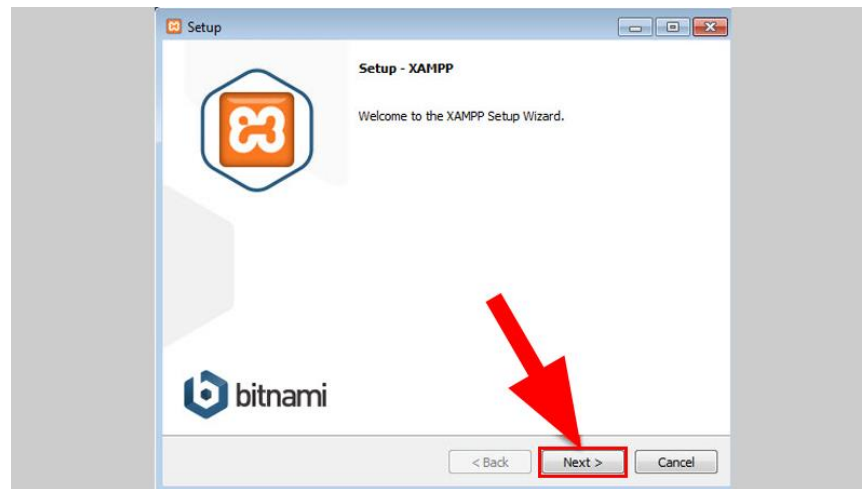 Setup
Setup - XAMPP
Welcome to the XAMPP Setup Wizard.
bitnami
< Back Next > Cancel